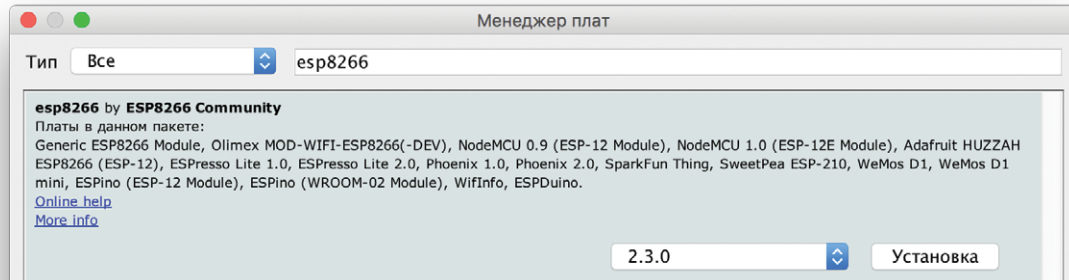 Менеджер плат
Тип Все esp8266
esp8266 by ESP8266 Community
Платы в данном пакете:
Generic ESP8266 Module, Olimex MOD-WIFI-ESP8266(-DEV), NodeMCU 0.9 (ESP-12 Module), NodeMCU 1.0 (ESP-12E Module), Adafruit HUZZAH
ESP8266 (ESP-12), ESPresso Lite 1.0, ESPresso Lite 2.0, Phoenix 1.0, Phoenix 2.0, SparkFun Thing, SweetPea ESP-210, WeMos D1, WeMos D1
mini, ESPino (ESP-12 Module), ESPino (WROOM-02 Module), WifInfo, ESPDuino.
Online help
More info
2.3.0 Установка